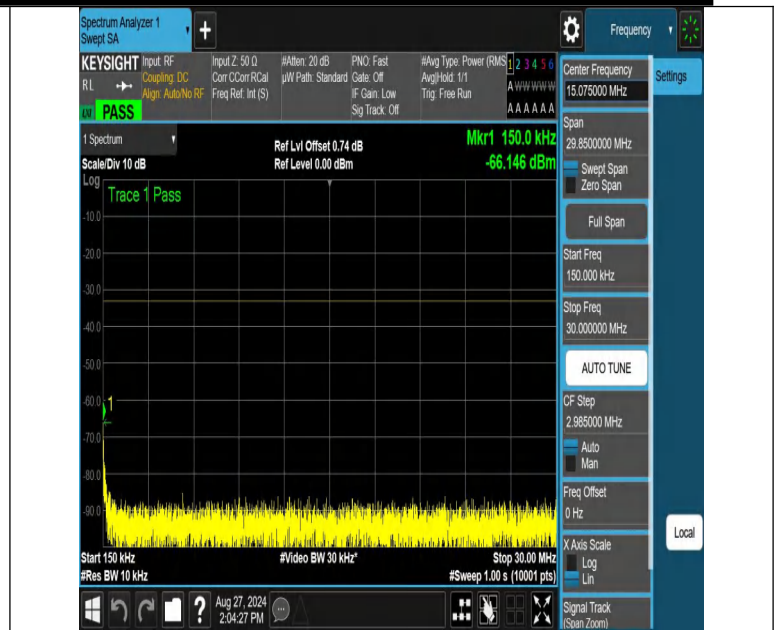 Spectrum Analyzer 1
Swept SA
+
Frequency
KEYSIGHT
RL
PASS
Input: RF
Coupling: DC
Align: Auto/No RF
Input Z: 50 Ω
Corr CCorr RCal
Freq Ref: Int (S)
#Atten: 20 dB
µW Path: Standard
PNO: Fast
Gate: Off
IF Gain: Low
Sig Track: Off
#Avg Type: Power (RMS
Avg|Hold: 1/1
Trig: Free Run
1 2 3 4 5 6
A W W W W W
A A A A A A
1 Spectrum
Scale/Div 10 dB
Ref Lvl Offset 0.74 dB
Ref Level 0.00 dBm
Mkr1 150.0 kHz
-66.146 dBm
Log
Trace 1 Pass
-10.0
-20.0
-30.0
-40.0
-50.0
-60.0
1
-70.0
-80.0
-90.0
Start 150 kHz
#Res BW 10 kHz
#Video BW 30 kHz*
Stop 30.00 MHz
#Sweep 1.00 s (10001 pts)
Center Frequency
15.075000 MHz
Settings
Span
29.8500000 MHz
Swept Span
Zero Span
Full Span
Start Freq
150.000 kHz
Stop Freq
30.000000 MHz
AUTO TUNE
CF Step
2.985000 MHz
Auto
Man
Freq Offset
0 Hz
Local
X Axis Scale
Log
Lin
Signal Track
(Span Zoom)
?
Aug 27, 2024
2:04:27 PM